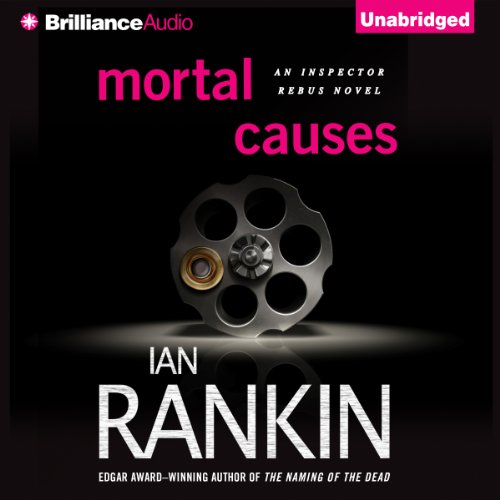 BrillianceAudio
Unabridged
mortal
AN INSPECTOR
REBUS NOVEL
causes
IAN
RANKIN
EDGAR AWARD–WINNING AUTHOR OF THE NAMING OF THE DEAD